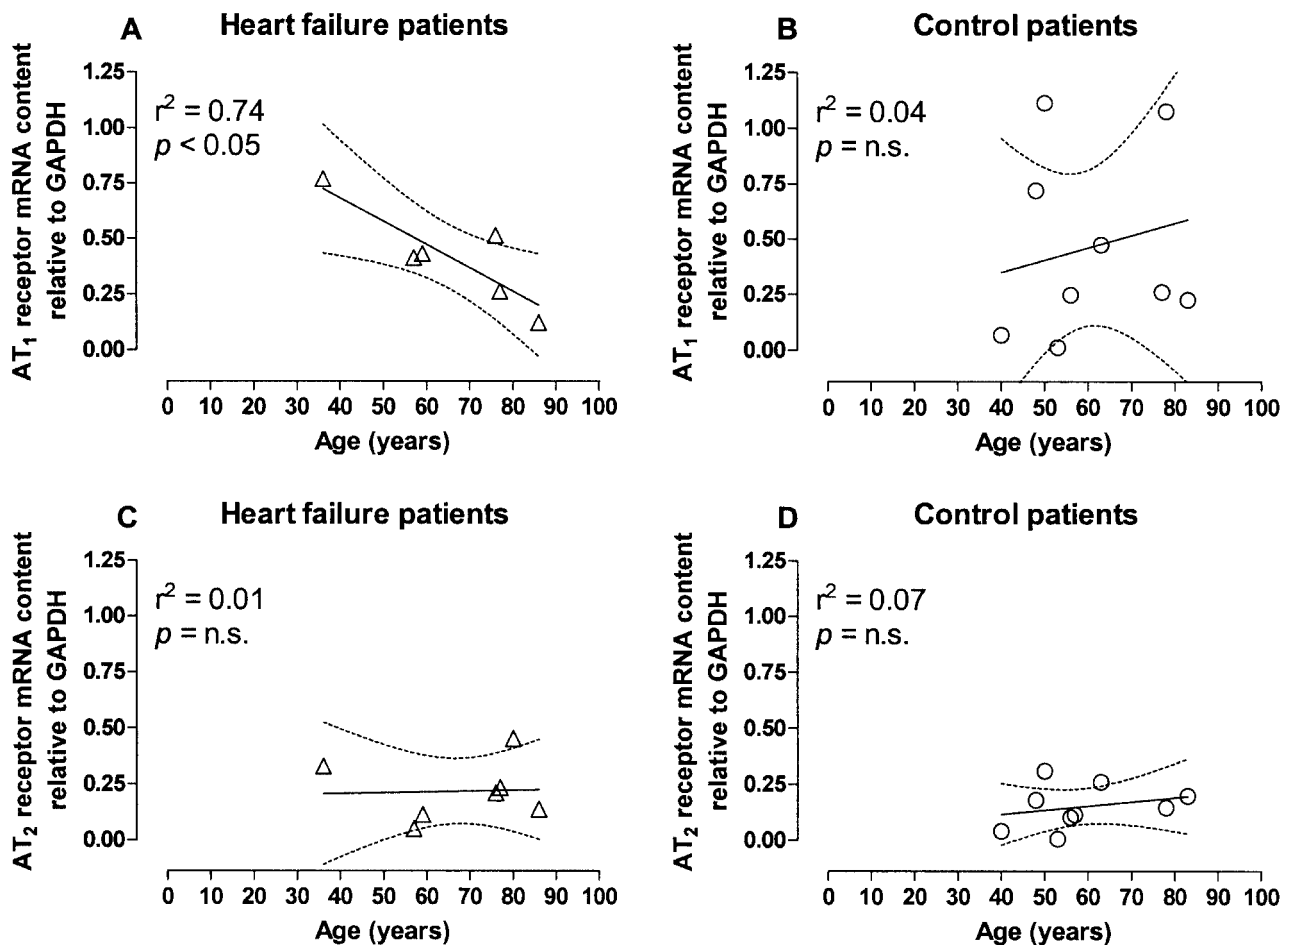 A Heart failure patients
AT1 receptor mRNA content
relative to GAPDH
1.25
1.00
0.75
0.50
0.25
0.00
r² = 0.74
p < 0.05
0 10 20 30 40 50 60 70 80 90 100
Age (years)
B Control patients
AT1 receptor mRNA content
relative to GAPDH
1.25
1.00
0.75
0.50
0.25
0.00
r² = 0.04
p = n.s.
0 10 20 30 40 50 60 70 80 90 100
Age (years)
C Heart failure patients
AT2 receptor mRNA content
relative to GAPDH
1.25
1.00
0.75
0.50
0.25
0.00
r² = 0.01
p = n.s.
0 10 20 30 40 50 60 70 80 90 100
Age (years)
D Control patients
AT2 receptor mRNA content
relative to GAPDH
1.25
1.00
0.75
0.50
0.25
0.00
r² = 0.07
p = n.s.
0 10 20 30 40 50 60 70 80 90 100
Age (years)